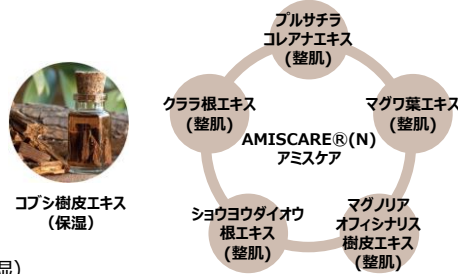 プルサチラ
コレアナエキス
(整肌)
クララ根エキス
(整肌)
マグワ葉エキス
(整肌)
AMISCARE®(N)
アミスケア
コブシ樹皮エキス
（保湿）
ショウヨウダイオウ
根エキス
(整肌)
マグノリア
オフィシナリス
樹皮エキス
(整肌)
湿）